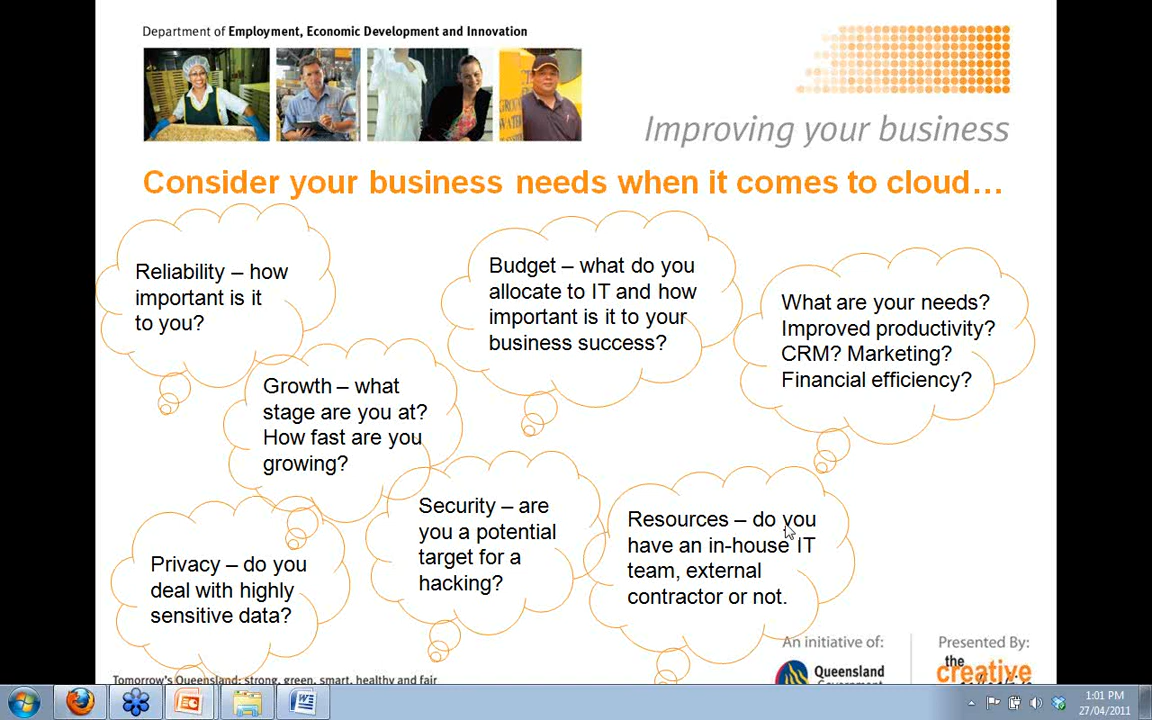 Department of Employment, Economic Development and Innovation
Improving your business
Consider your business needs when it comes to cloud…
Reliability – how
important is it
to you?
Budget – what do you
allocate to IT and how
important is it to your
business success?
What are your needs?
Improved productivity?
CRM? Marketing?
Financial efficiency?
Growth – what
stage are you at?
How fast are you
growing?
Security – are
you a potential
target for a
hacking?
Resources – do you
have an in-house IT
team, external
contractor or not.
Privacy – do you
deal with highly
sensitive data?
An initiative of:
Queensland
Presented By:
the
creative
Tomorrow's Queensland: strong, green, smart, healthy and fair
1:01 PM
27/04/2011